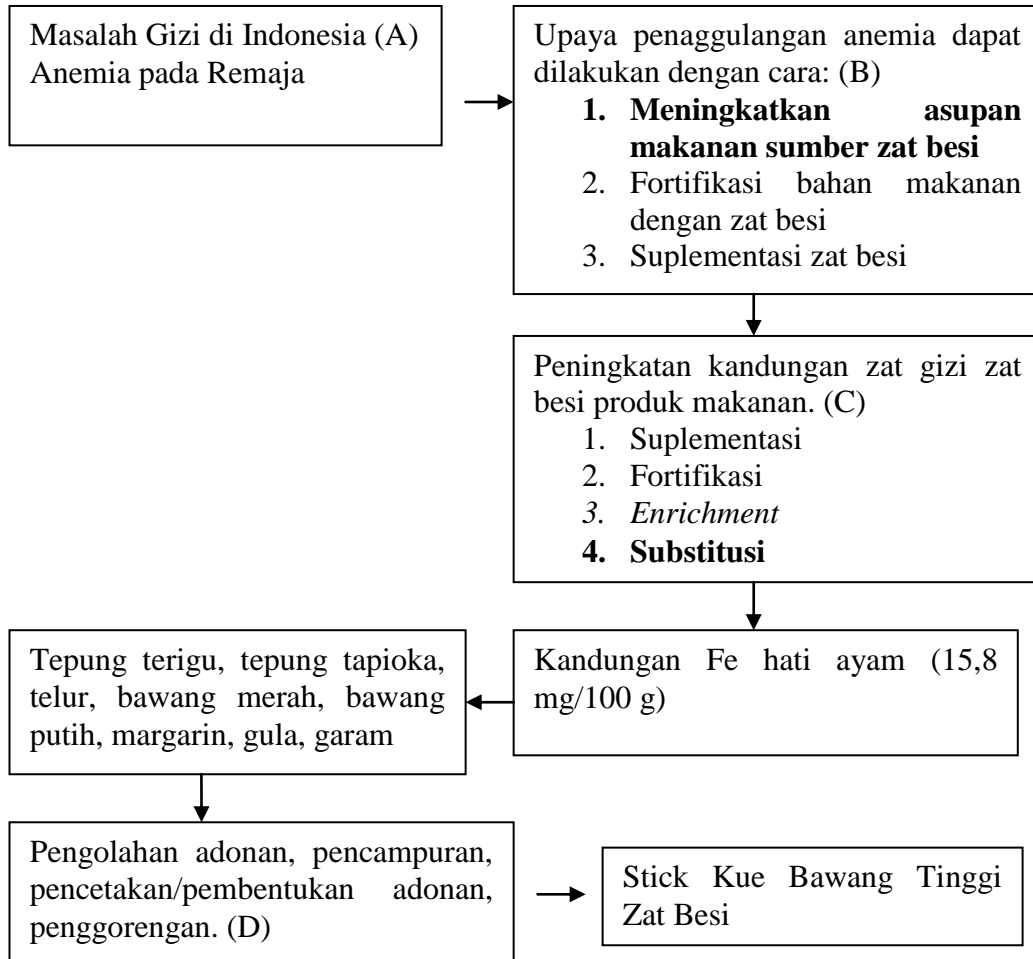 Masalah Gizi di Indonesia (A)
Anemia pada Remaja
Upaya penaggulangan anemia dapat
dilakukan dengan cara: (B)
1. Meningkatkan asupan
makanan sumber zat besi
2. Fortifikasi bahan makanan
dengan zat besi
3. Suplementasi zat besi
Peningkatan kandungan zat gizi zat
besi produk makanan. (C)
1. Suplementasi
2. Fortifikasi
3. Enrichment
4. Substitusi
Kandungan Fe hati ayam (15,8
mg/100 g)
Tepung terigu, tepung tapioka,
telur, bawang merah, bawang
putih, margarin, gula, garam
Pengolahan adonan, pencampuran,
pencetakan/pembentukan adonan,
penggorengan. (D)
Stick Kue Bawang Tinggi
Zat Besi